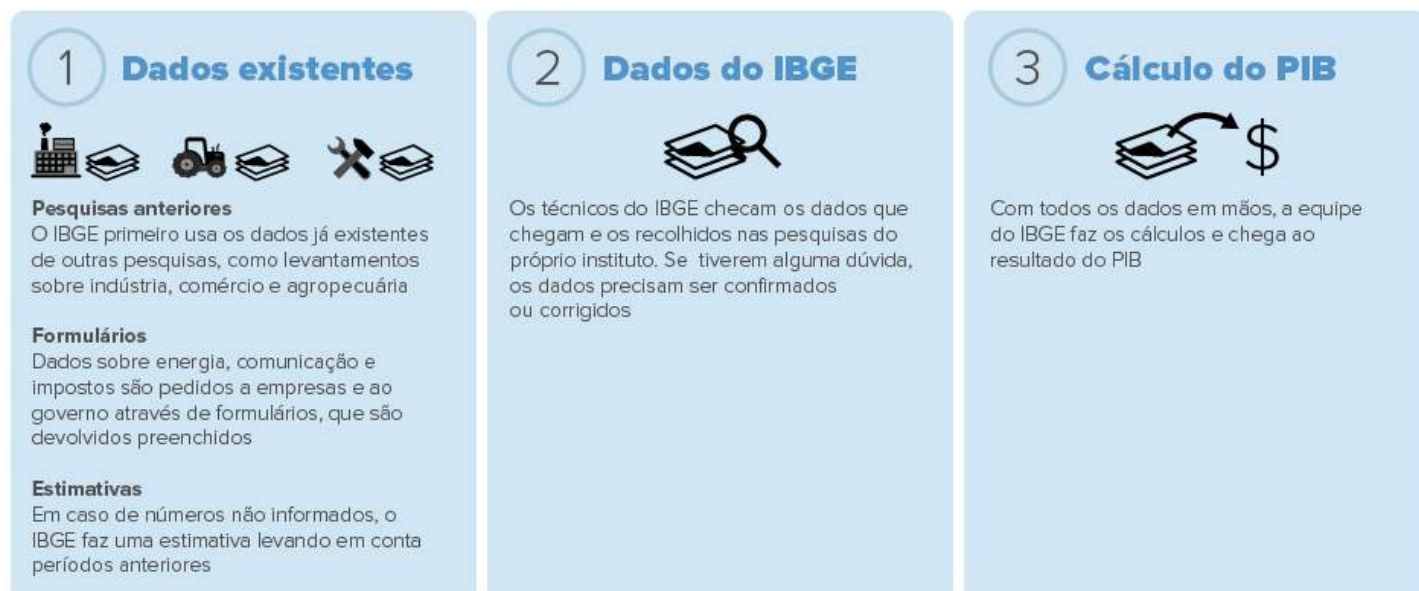 1 Dados existentes
Pesquisas anteriores
O IBGE primeiro usa os dados já existentes
de outras pesquisas, como levantamentos
sobre indústria, comércio e agropecuária
Formulários
Dados sobre energia, comunicação e
impostos são pedidos a empresas e ao
governo através de formulários, que são
devolvidos preenchidos
Estimativas
Em caso de números não informados, o
IBGE faz uma estimativa levando em conta
períodos anteriores
2 Dados do IBGE
Os técnicos do IBGE checam os dados que
chegam e os recolhidos nas pesquisas do
próprio instituto. Se tiverem alguma dúvida,
os dados precisam ser confirmados
ou corrigidos
3 Cálculo do PIB
$
Com todos os dados em mãos, a equipe
do IBGE faz os cálculos e chega ao
resultado do PIB